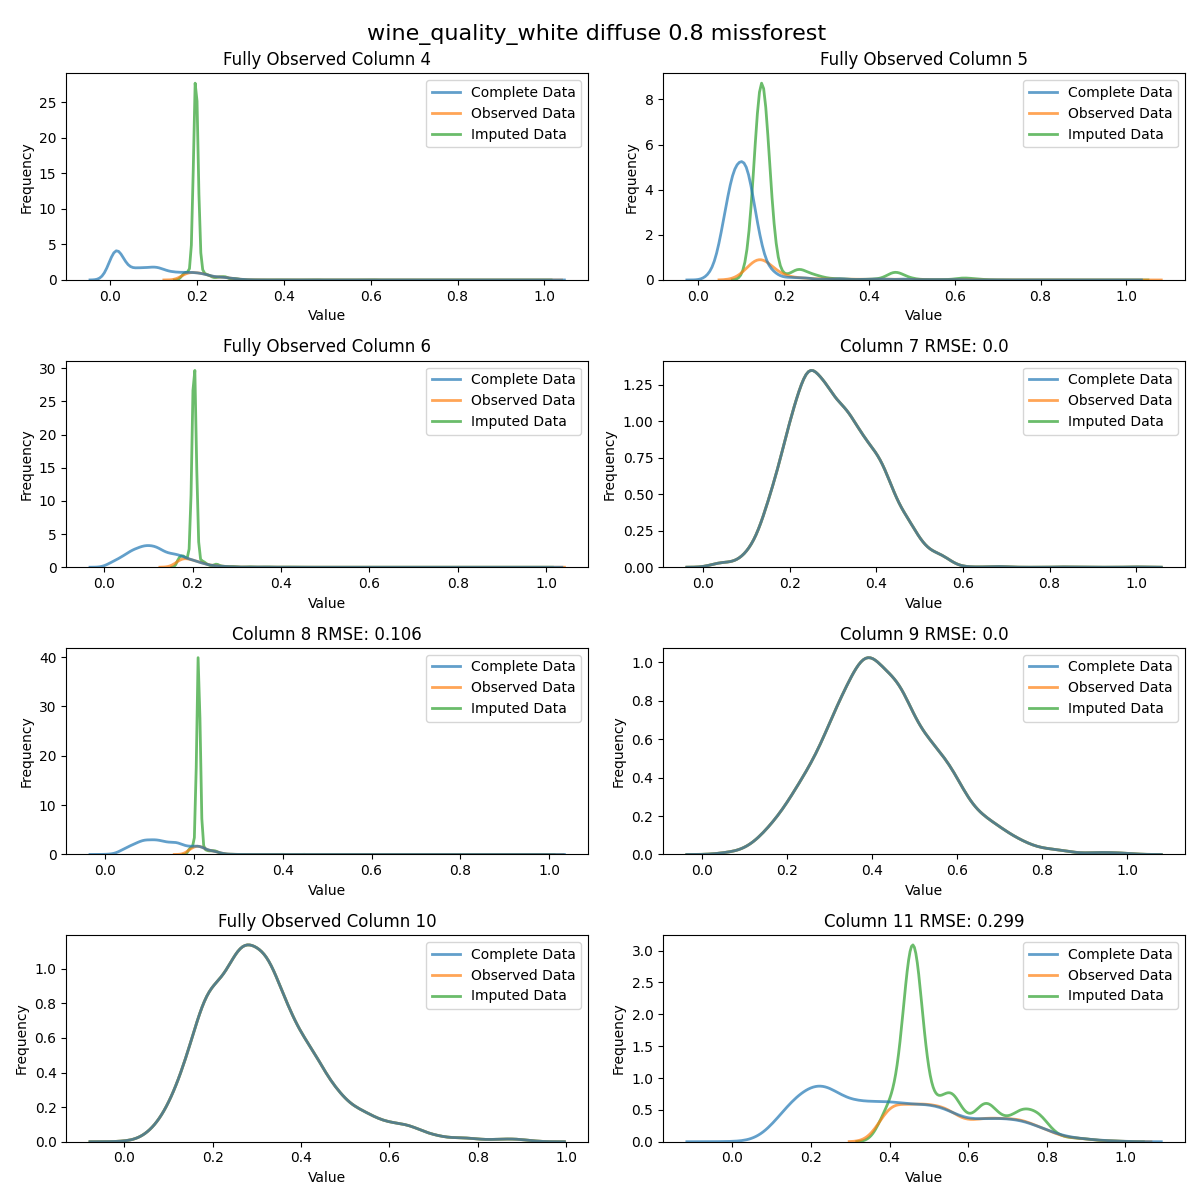 wine_quality_white diffuse 0.8 missforest
Fully Observed Column 4
Frequency
25
20
15
10
5
0
0.0 0.2 0.4 0.6 0.8 1.0
Value
Complete Data
Observed Data
Imputed Data
Fully Observed Column 5
Frequency
8
6
4
2
0
0.0 0.2 0.4 0.6 0.8 1.0
Value
Complete Data
Observed Data
Imputed Data
Fully Observed Column 6
Frequency
30
25
20
15
10
5
0
0.0 0.2 0.4 0.6 0.8 1.0
Value
Complete Data
Observed Data
Imputed Data
Column 7 RMSE: 0.0
Frequency
1.25
1.00
0.75
0.50
0.25
0.00
0.0 0.2 0.4 0.6 0.8 1.0
Value
Complete Data
Observed Data
Imputed Data
Column 8 RMSE: 0.106
Frequency
40
30
20
10
0
0.0 0.2 0.4 0.6 0.8 1.0
Value
Complete Data
Observed Data
Imputed Data
Column 9 RMSE: 0.0
Frequency
1.0
0.8
0.6
0.4
0.2
0.0
0.0 0.2 0.4 0.6 0.8 1.0
Value
Complete Data
Observed Data
Imputed Data
Fully Observed Column 10
Frequency
1.0
0.8
0.6
0.4
0.2
0.0
0.0 0.2 0.4 0.6 0.8 1.0
Value
Complete Data
Observed Data
Imputed Data
Column 11 RMSE: 0.299
Frequency
3.0
2.5
2.0
1.5
1.0
0.5
0.0
0.0 0.2 0.4 0.6 0.8 1.0
Value
Complete Data
Observed Data
Imputed Data